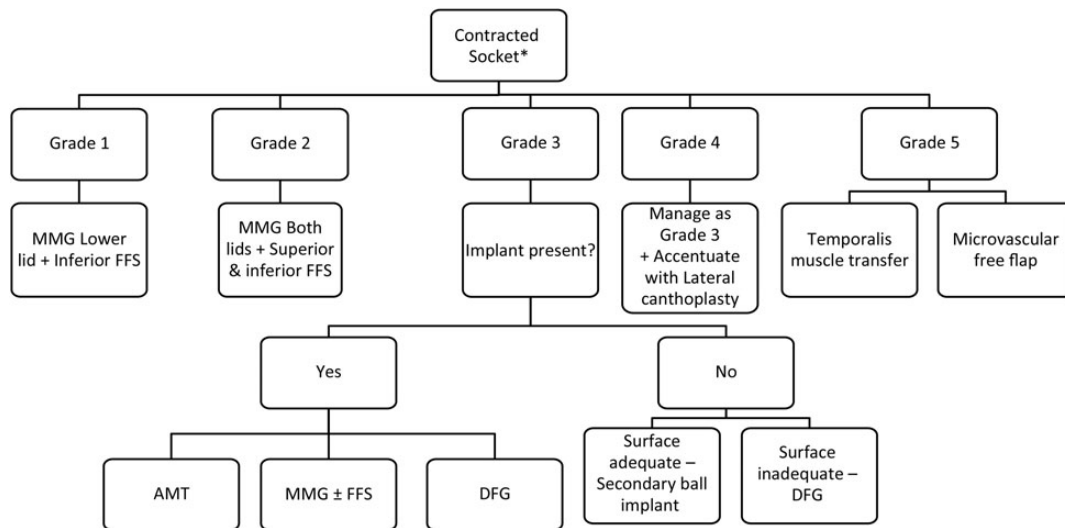 Contracted
Socket*
Grade 1
Grade 2
Grade 3
Grade 4
Grade 5
MMG Lower
lid + Inferior FFS
MMG Both
lids + Superior
& inferior FFS
Implant present?
Manage as
Grade 3
+ Accentuate
with Lateral
canthoplasty
Temporalis
muscle transfer
Microvascular
free flap
Yes
No
AMT
MMG ± FFS
DFG
Surface
adequate –
Secondary ball
implant
Surface
inadequate –
DFG